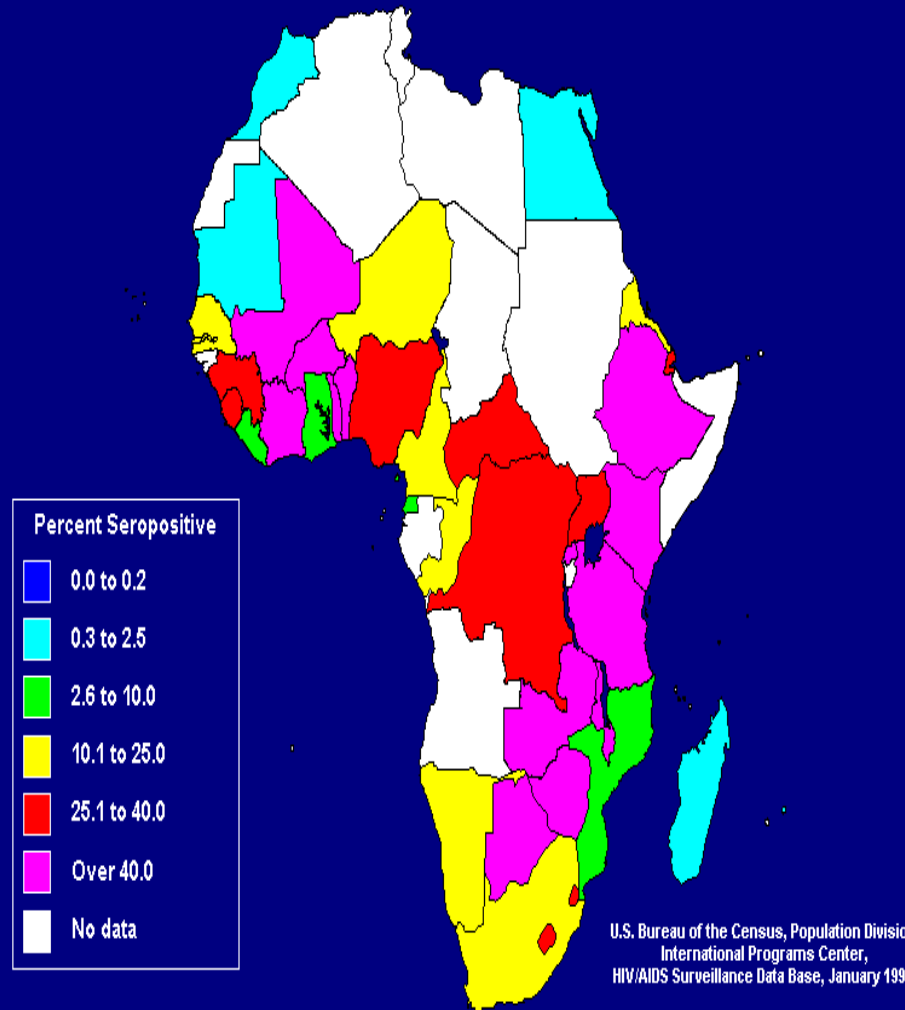 Percent Seropositive
0.0 to 0.2
0.3 to 2.5
2.6 to 10.0
10.1 to 25.0
25.1 to 40.0
Over 40.0
No data
U.S. Bureau of the Census, Population Divisio
International Programs Center,
HIV/AIDS Surveillance Data Base, January 199